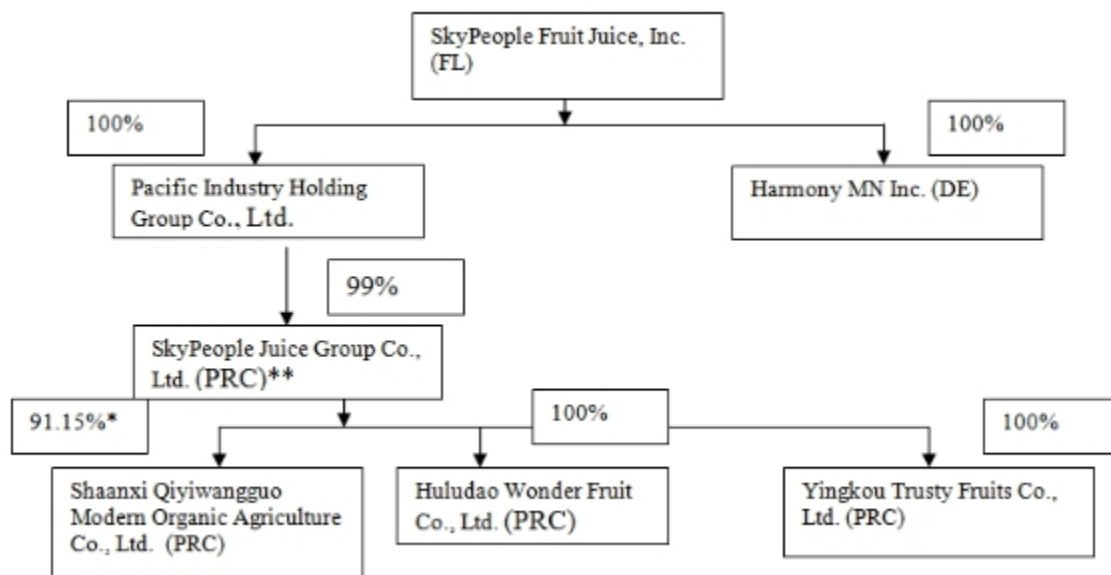 SkyPeople Fruit Juice, Inc.
(FL)
100%
100%
Pacific Industry Holding
Group Co., Ltd.
Harmony MN Inc. (DE)
99%
SkyPeople Juice Group Co.,
Ltd. (PRC)**
91.15%*
100%
100%
Shaanxi Qiyiwangguo
Modern Organic Agriculture
Co., Ltd. (PRC)
Huludao Wonder Fruit
Co., Ltd. (PRC)
Yingkou Trusty Fruits Co.,
Ltd. (PRC)